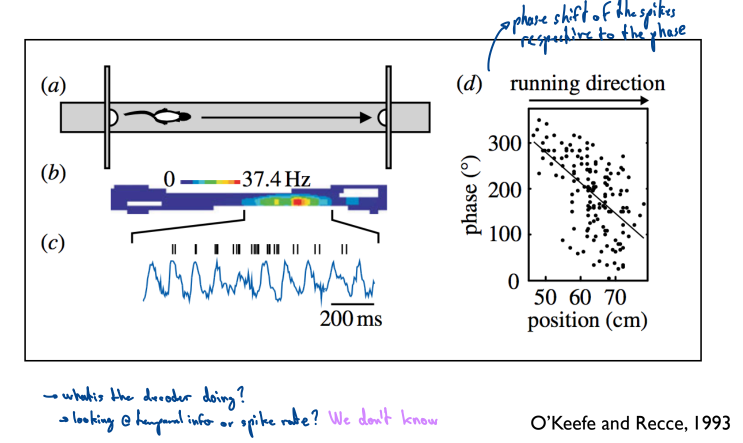 phase shift of the spikes
respective to the phase
(a)
(d) running direction
(b) 0 37.4 Hz
(c)
200 ms
phase (°)
300
200
100
0
50 60 70
position (cm)
→ what is the decoder doing?
→ looking @ temporal info or spike rate? We don't know
O'Keefe and Recce, 1993